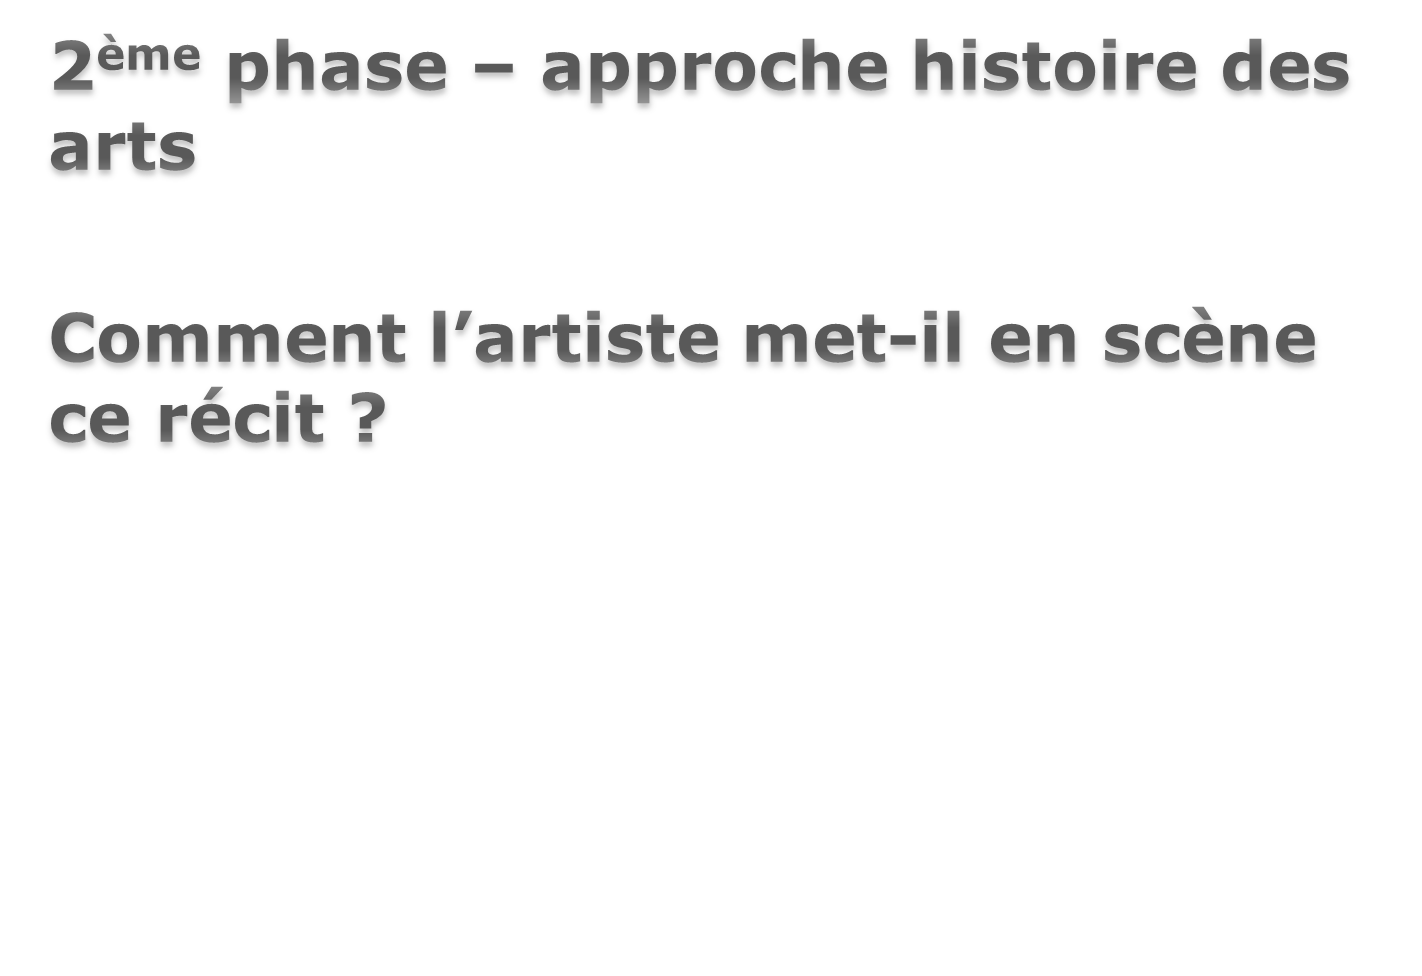 2ème phase – approche histoire des
arts
Comment l’artiste met-il en scène
ce récit ?